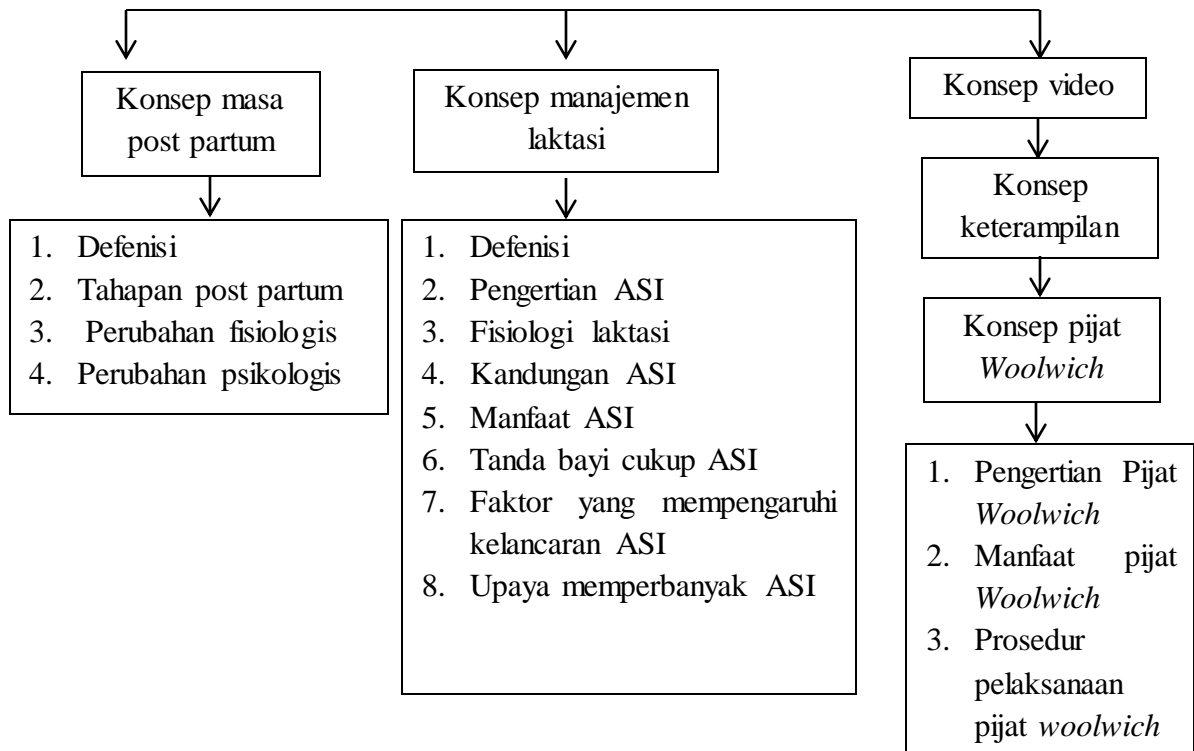 Konsep masa
post partum
1. Defenisi
2. Tahapan post partum
3. Perubahan fisiologis
4. Perubahan psikologis
Konsep manajemen
laktasi
1. Defenisi
2. Pengertian ASI
3. Fisiologi laktasi
4. Kandungan ASI
5. Manfaat ASI
6. Tanda bayi cukup ASI
7. Faktor yang mempengaruhi
kelancaran ASI
8. Upaya memperbanyak ASI
Konsep video
Konsep
keterampilan
Konsep pijat
Woolwich
1. Pengertian Pijat
Woolwich
2. Manfaat pijat
Woolwich
3. Prosedur
pelaksanaan
pijat woolwich